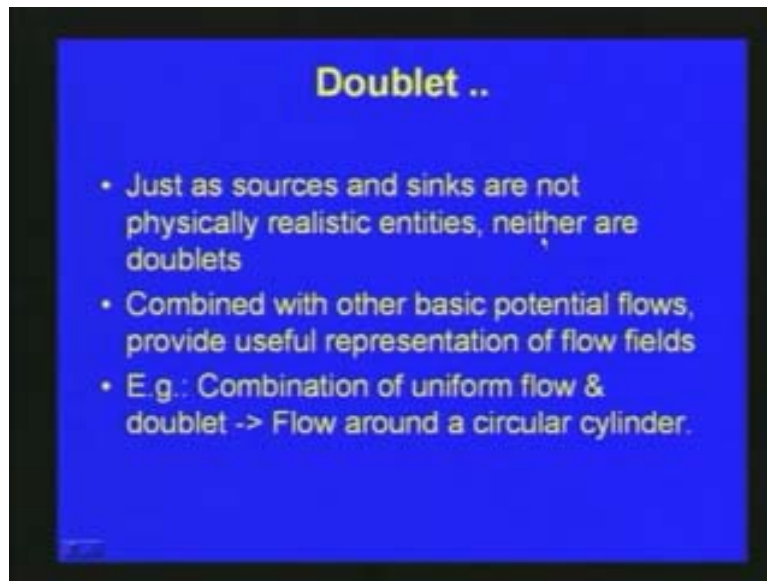 Doublet ..
• Just as sources and sinks are not
physically realistic entities, neither are
doublets
• Combined with other basic potential flows,
provide useful representation of flow fields
• E.g.: Combination of uniform flow &
doublet -> Flow around a circular cylinder.